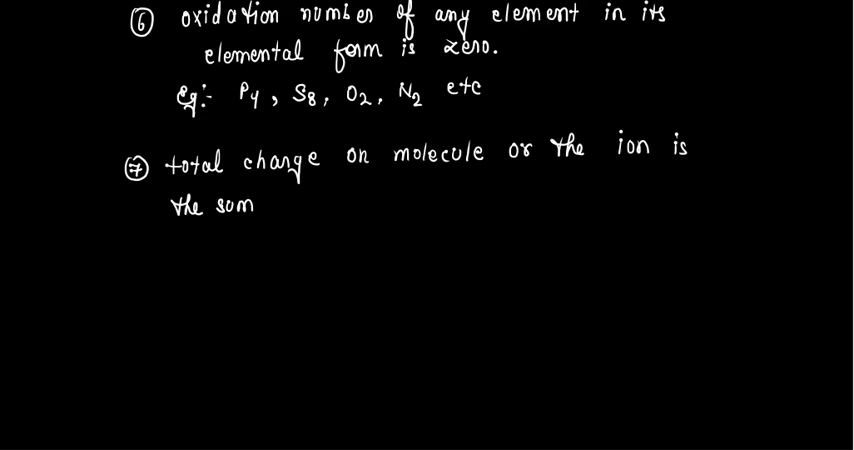 ⑥ oxidation number of any element in its
elemental form is zero.
Eg:- P4, S8, O2, N2 etc
⑦ total charge on molecule or the ion is
the sum